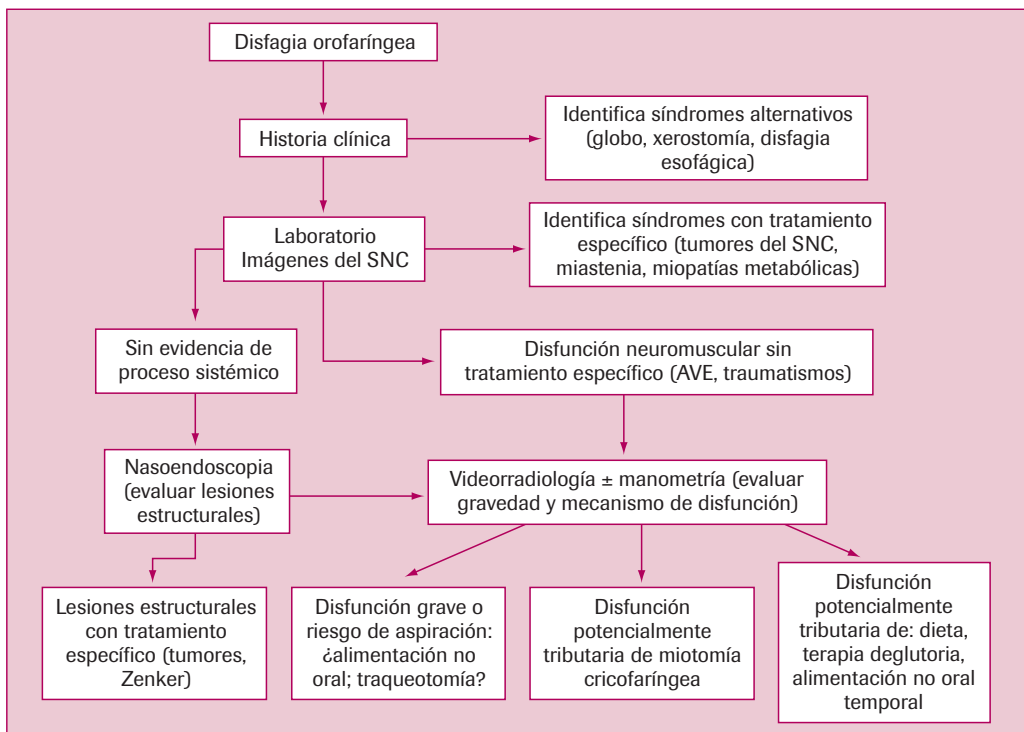 Disfagia orofaríngea
Historia clínica
Identifica síndromes alternativos
(globo, xerostomía, disfagia
esofágica)
Laboratorio
Imágenes del SNC
Identifica síndromes con tratamiento
específico (tumores del SNC,
miastenia, miopatías metabólicas)
Sin evidencia de
proceso sistémico
Disfunción neuromuscular sin
tratamiento específico (AVE, traumatismos)
Nasoendoscopia
(evaluar lesiones
estructurales)
Videorradiología ± manometría (evaluar
gravedad y mecanismo de disfunción)
Lesiones estructurales
con tratamiento
específico (tumores,
Zenker)
Disfunción grave o
riesgo de aspiración:
¿alimentación no
oral; traqueotomía?
Disfunción
potencialmente
tributaria de miotomía
cricofaríngea
Disfunción
potencialmente
tributaria de: dieta,
terapia deglutoria,
alimentación no oral
temporal